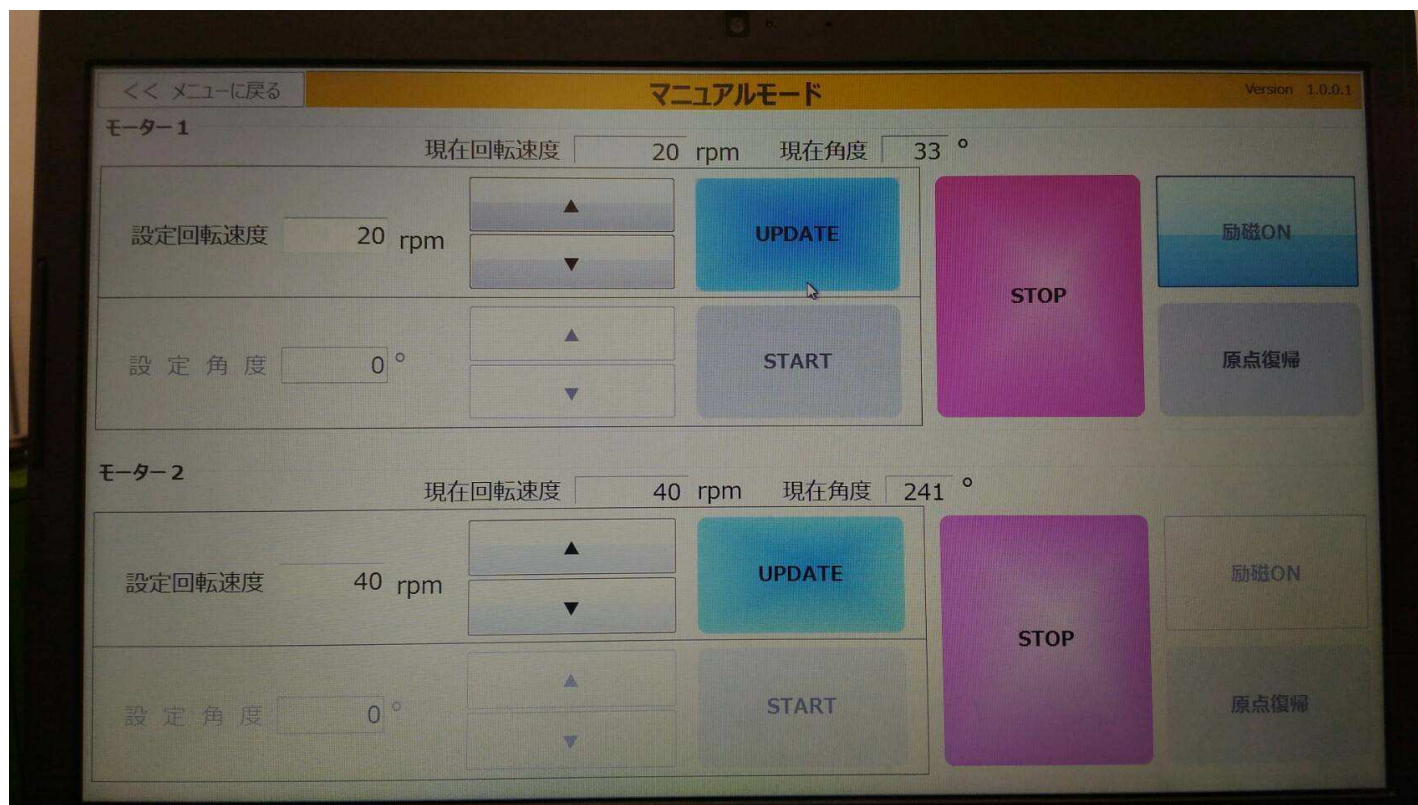 << メニューに戻る マニュアルモード Version 1.0.0.1
モーター1
現在回転速度 20 rpm 現在角度 33 °
設定回転速度 20 rpm ▲ ▼ UPDATE STOP 励磁ON
設定角度 0 ° ▲ ▼ START 原点復帰
モーター2
現在回転速度 40 rpm 現在角度 241 °
設定回転速度 40 rpm ▲ ▼ UPDATE STOP 励磁ON
設定角度 0 ° ▲ ▼ START 原点復帰